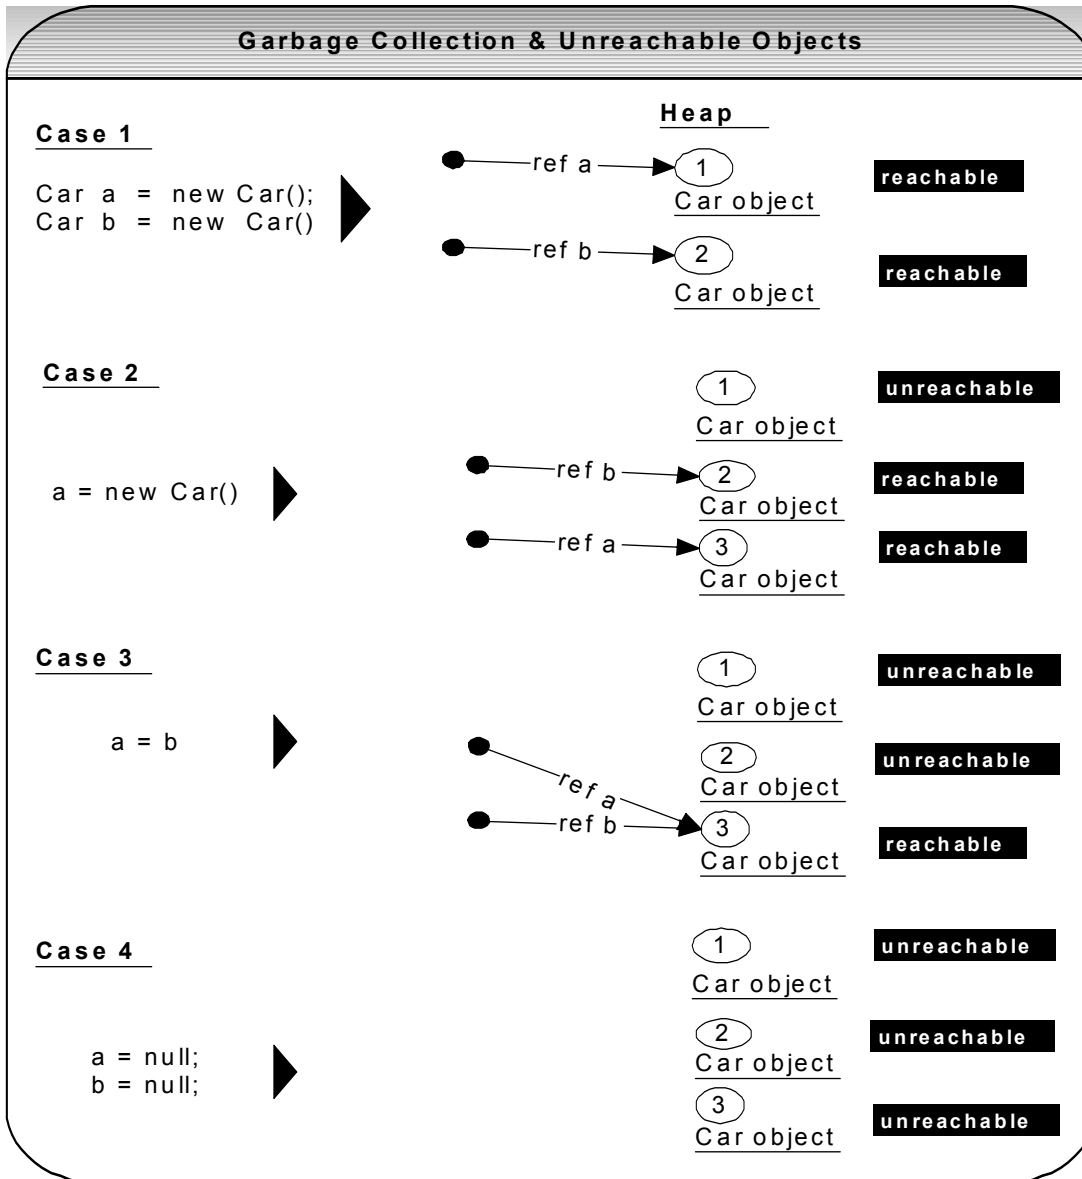 Garbage Collection & Unreachable Objects
Heap
Case 1
Car a = new Car();
Car b = new Car()
ref a
1
Car object
reachable
ref b
2
Car object
reachable
Case 2
a = new Car()
1
Car object
unreachable
ref b
2
Car object
reachable
ref a
3
Car object
reachable
Case 3
a = b
1
Car object
unreachable
2
Car object
unreachable
ref a
ref b
3
Car object
reachable
Case 4
a = null;
b = null;
1
Car object
unreachable
2
Car object
unreachable
3
Car object
unreachable